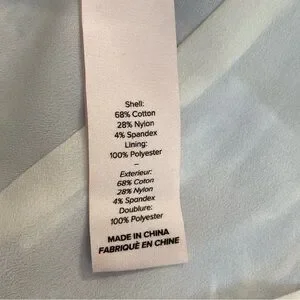 Shell:
68% Cotton
28% Nylon
4% Spandex
Lining:
100% Polyester
–
Exterieur:
68% Coton
28% Nylon
4% Spandex
Doublure:
100% Polyester
MADE IN CHINA
FABRIQUÉ EN CHINE